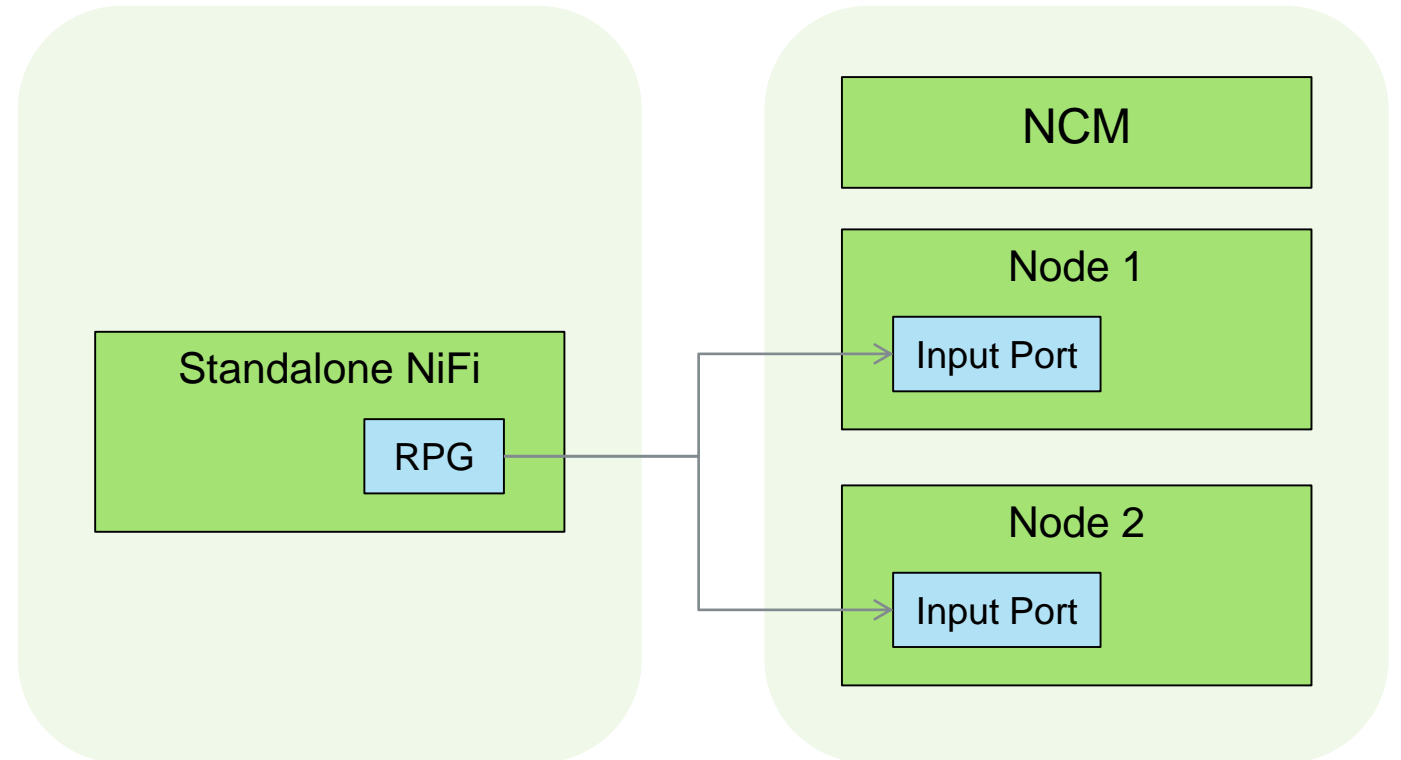 Standalone NiFi
RPG
NCM
Node 1
Input Port
Node 2
Input Port